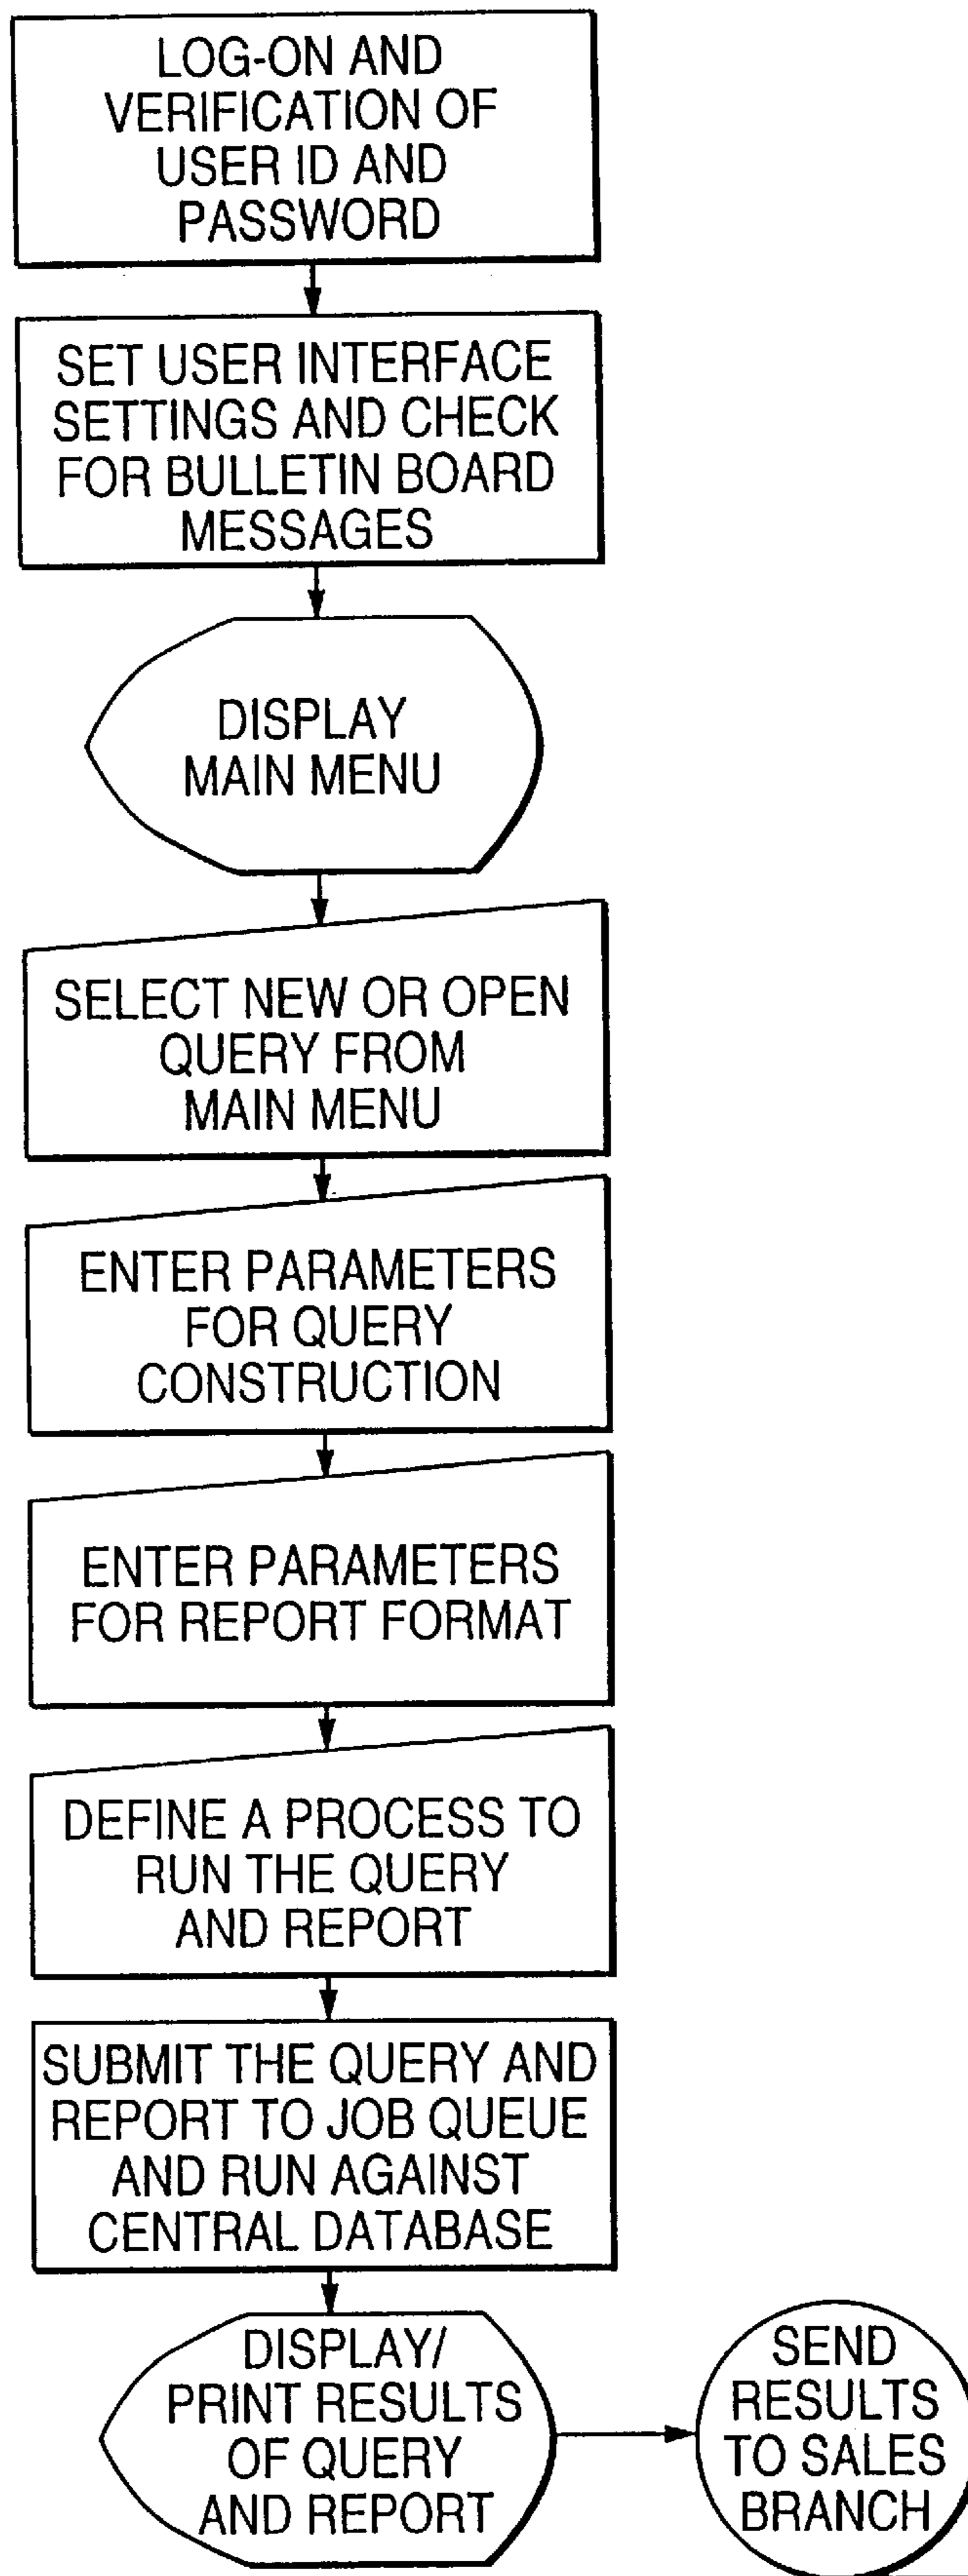 LOG-ON AND
VERIFICATION OF
USER ID AND
PASSWORD
SET USER INTERFACE
SETTINGS AND CHECK
FOR BULLETIN BOARD
MESSAGES
DISPLAY
MAIN MENU
SELECT NEW OR OPEN
QUERY FROM
MAIN MENU
ENTER PARAMETERS
FOR QUERY
CONSTRUCTION
ENTER PARAMETERS
FOR REPORT FORMAT
DEFINE A PROCESS TO
RUN THE QUERY
AND REPORT
SUBMIT THE QUERY AND
REPORT TO JOB QUEUE
AND RUN AGAINST
CENTRAL DATABASE
DISPLAY/
PRINT RESULTS
OF QUERY
AND REPORT
SEND
RESULTS
TO SALES
BRANCH